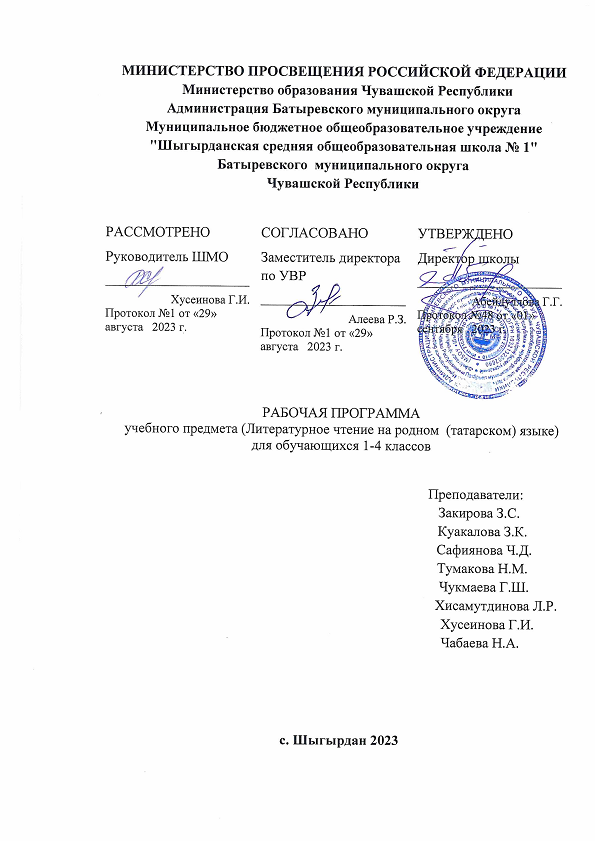 МИНИСТЕРСТВО ПРОСВЕЩЕНИЯ РОССИЙСКОЙ ФЕДЕРАЦИИ
Министерство образования Чувашской Республики
Администрация Батыревского муниципального округа
Муниципальное бюджетное общеобразовательное учреждение
"Шыгырданская средняя общеобразовательная школа № 1"
Батыревского муниципального округа
Чувашской Республики
РАССМОТРЕНО
Руководитель ШМО
Хусеинова Г.И.
Протокол №1 от «29»
августа 2023 г.
СОГЛАСОВАНО
Заместитель директора
по УВР
Алеева Р.З.
Протокол №1 от «29»
августа 2023 г.
УТВЕРЖДЕНО
Директор школы
Абейдуллова Г.Г.
Протокол №48 от «01»
сентября 2023 г.
РАБОЧАЯ ПРОГРАММА
учебного предмета (Литературное чтение на родном (татарском) языке)
для обучающихся 1-4 классов
Преподаватели:
Закирова З.С.
Куакалова З.К.
Сафиянова Ч.Д.
Тумакова Н.М.
Чукмаева Г.Ш.
Хисамутдинова Л.Р.
Хусеинова Г.И.
Чабаева Н.А.
с. Шыгырдан 2023